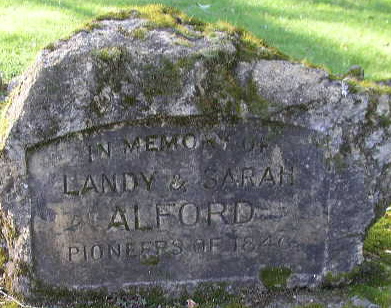 IN MEMORY OF
LANDY & SARAH
ALFORD
PIONEERS OF 1846